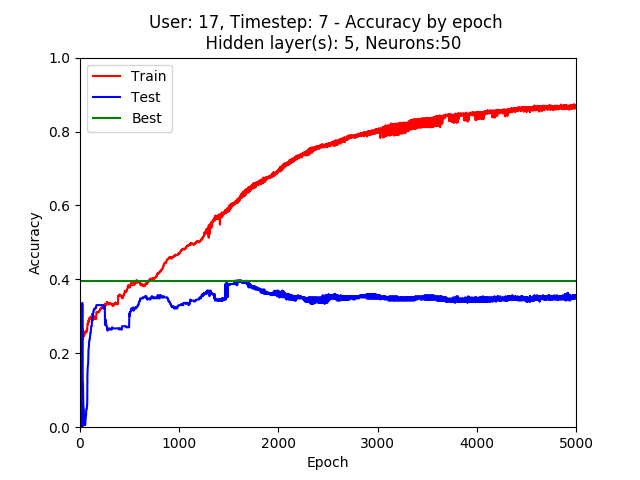 User: 17, Timestep: 7 - Accuracy by epoch
Hidden layer(s): 5, Neurons:50
1.0
0.8
0.6
0.4
0.2
0.0
Accuracy
Train
Test
Best
0 1000 2000 3000 4000 5000
Epoch